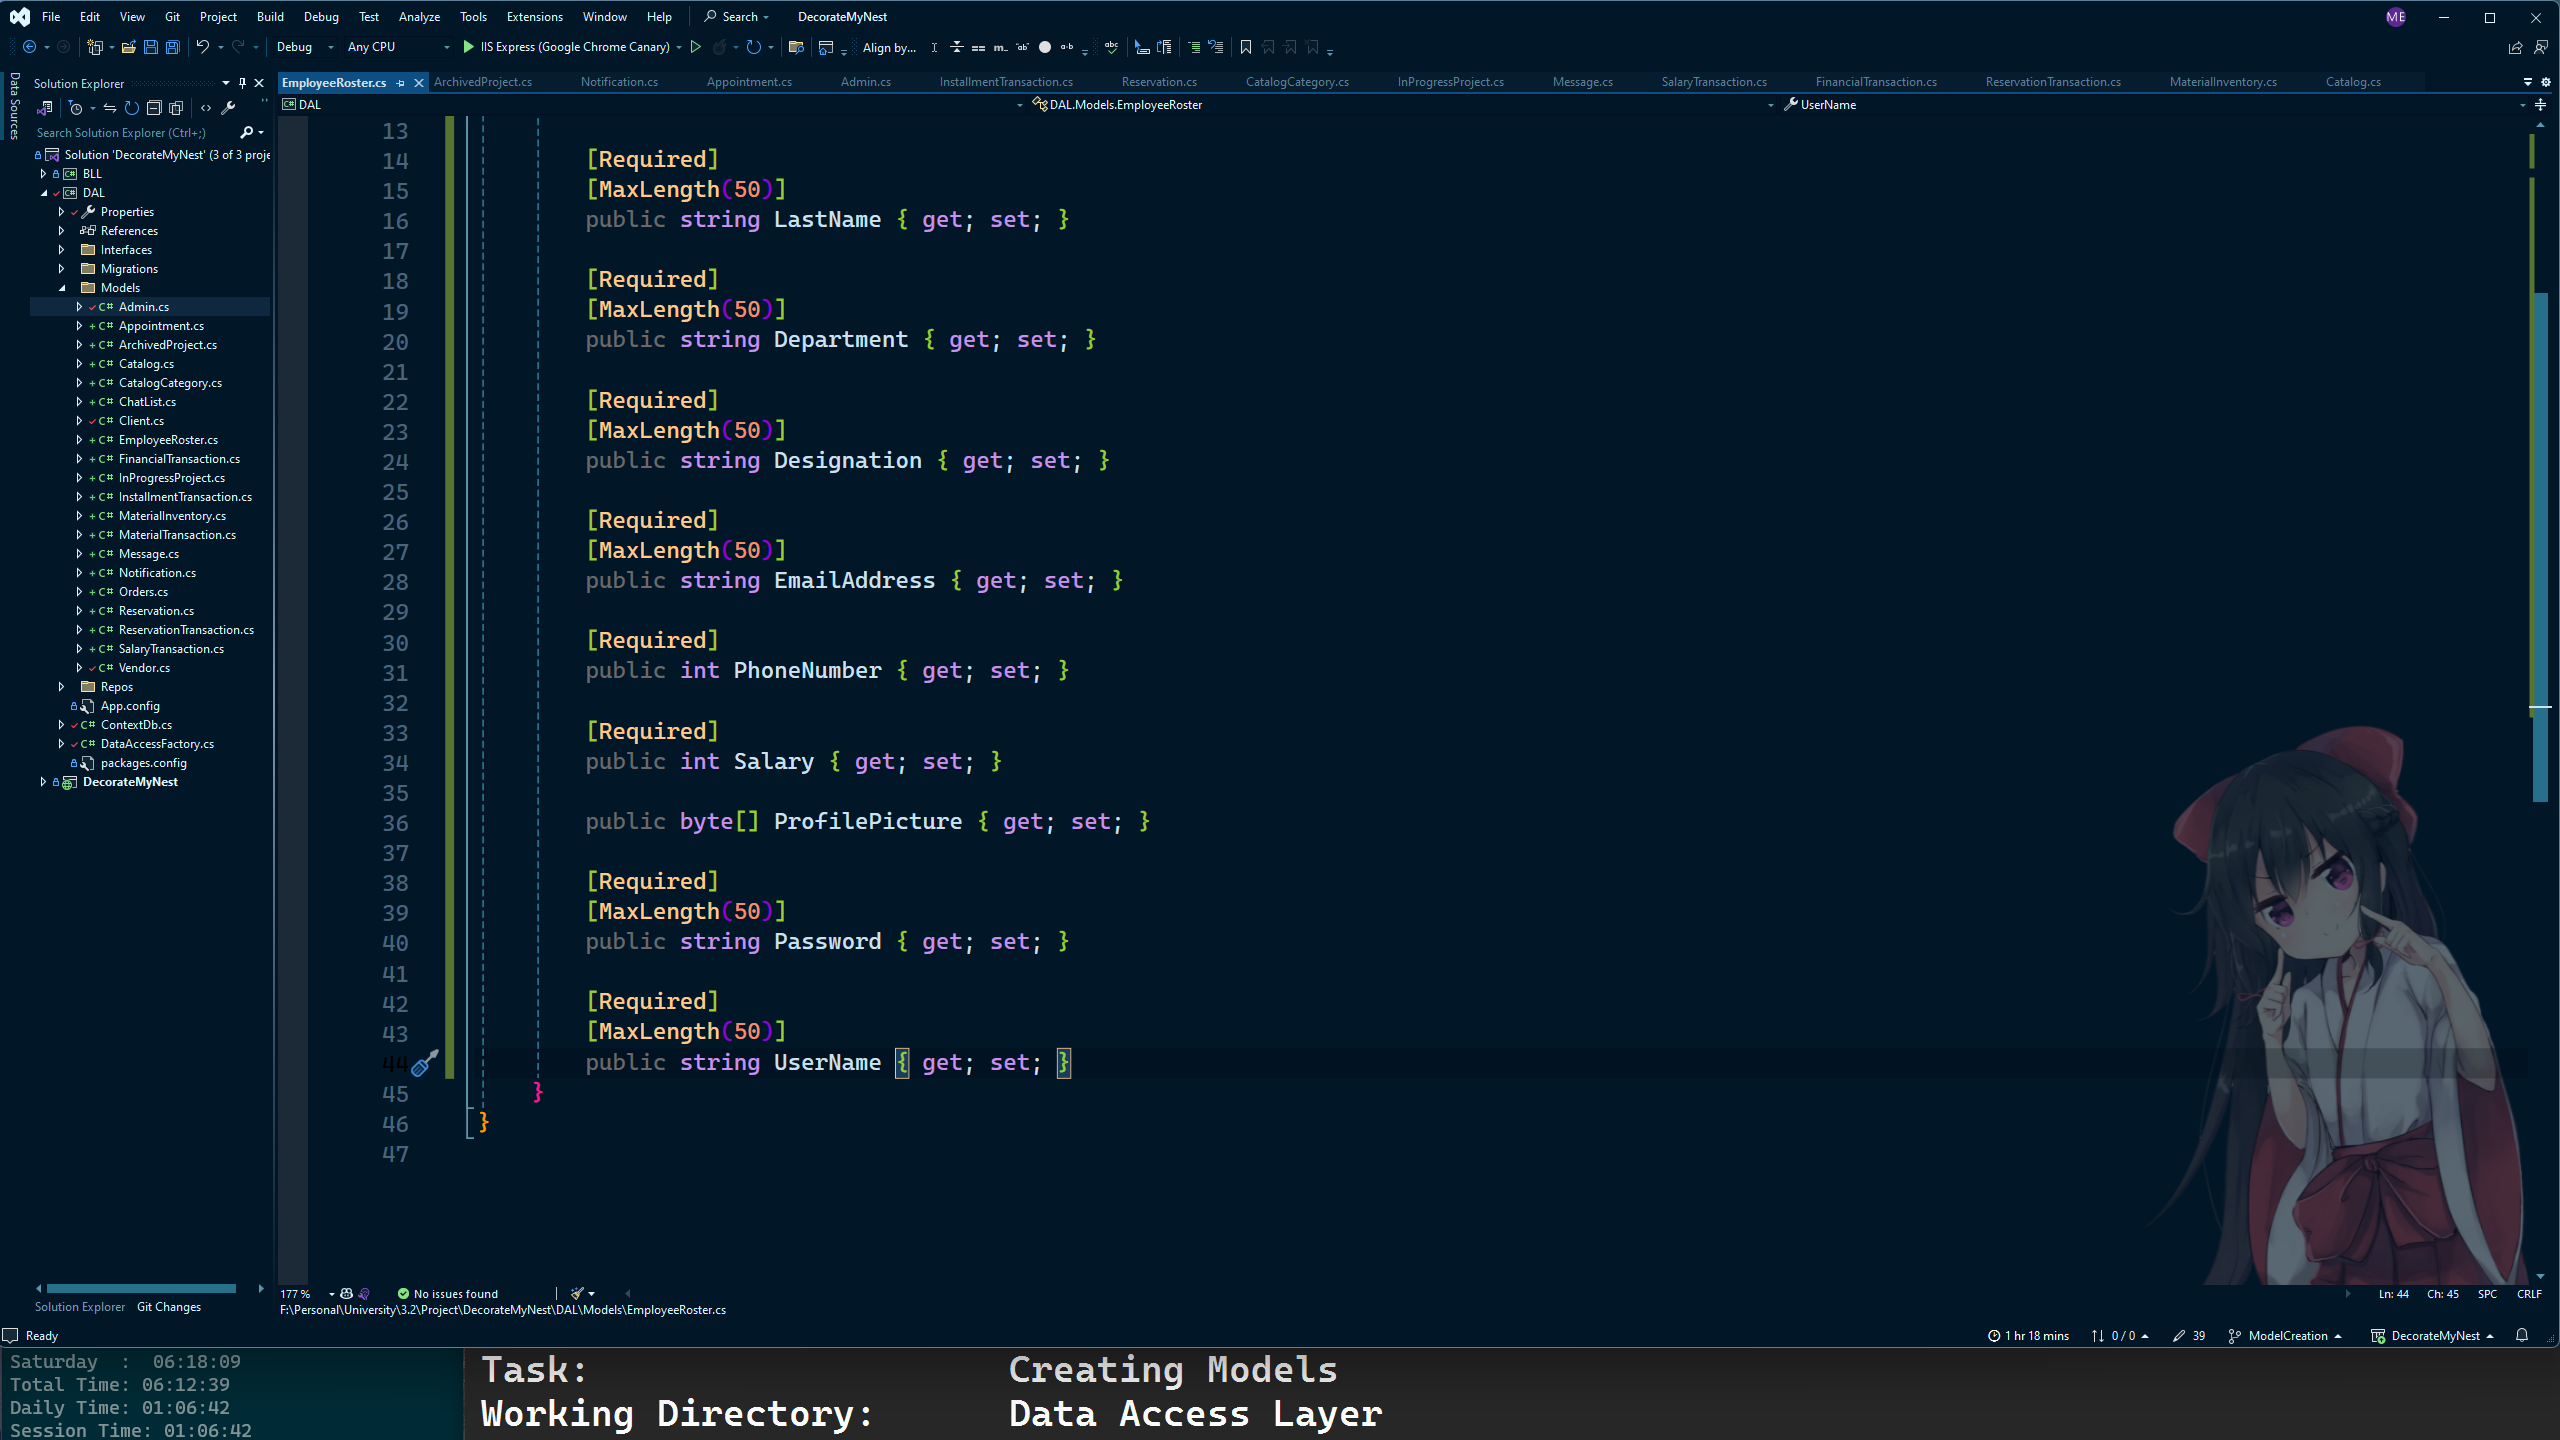 File Edit View Git Project Build Debug Test Analyze Tools Extensions Window Help Search DecorateMyNest ME
Debug Any CPU IIS Express (Google Chrome Canary) Align by...
Data Sources
Solution Explorer
Search Solution Explorer (Ctrl+;)
Solution 'DecorateMyNest' (3 of 3 proje
BLL
DAL
Properties
References
Interfaces
Migrations
Models
C# Admin.cs
C# Appointment.cs
C# ArchivedProject.cs
C# Catalog.cs
C# CatalogCategory.cs
C# ChatList.cs
C# Client.cs
C# EmployeeRoster.cs
C# FinancialTransaction.cs
C# InProgressProject.cs
C# InstallmentTransaction.cs
C# MaterialInventory.cs
C# MaterialTransaction.cs
C# Message.cs
C# Notification.cs
C# Orders.cs
C# Reservation.cs
C# ReservationTransaction.cs
C# SalaryTransaction.cs
C# Vendor.cs
Repos
App.config
C# ContextDb.cs
C# DataAccessFactory.cs
packages.config
DecorateMyNest
Solution Explorer Git Changes
EmployeeRoster.cs ArchivedProject.cs Notification.cs Appointment.cs Admin.cs InstallmentTransaction.cs Reservation.cs CatalogCategory.cs InProgressProject.cs Message.cs SalaryTransaction.cs FinancialTransaction.cs ReservationTransaction.cs MaterialInventory.cs Catalog.cs
C# DAL DAL.Models.EmployeeRoster UserName
13
14 [Required]
15 [MaxLength(50)]
16 public string LastName { get; set; }
17
18 [Required]
19 [MaxLength(50)]
20 public string Department { get; set; }
21
22 [Required]
23 [MaxLength(50)]
24 public string Designation { get; set; }
25
26 [Required]
27 [MaxLength(50)]
28 public string EmailAddress { get; set; }
29
30 [Required]
31 public int PhoneNumber { get; set; }
32
33 [Required]
34 public int Salary { get; set; }
35
36 public byte[] ProfilePicture { get; set; }
37
38 [Required]
39 [MaxLength(50)]
40 public string Password { get; set; }
41
42 [Required]
43 [MaxLength(50)]
44 public string UserName { get; set; }
45 }
46 }
47
177 % No issues found Ln: 44 Ch: 45 SPC CRLF
F:\Personal\University\3.2\Project\DecorateMyNest\DAL\Models\EmployeeRoster.cs
Ready 1 hr 18 mins 0 / 0 39 ModelCreation DecorateMyNest
Saturday : 06:18:09
Total Time: 06:12:39
Daily Time: 01:06:42
Session Time: 01:06:42
Task: Creating Models
Working Directory: Data Access Layer